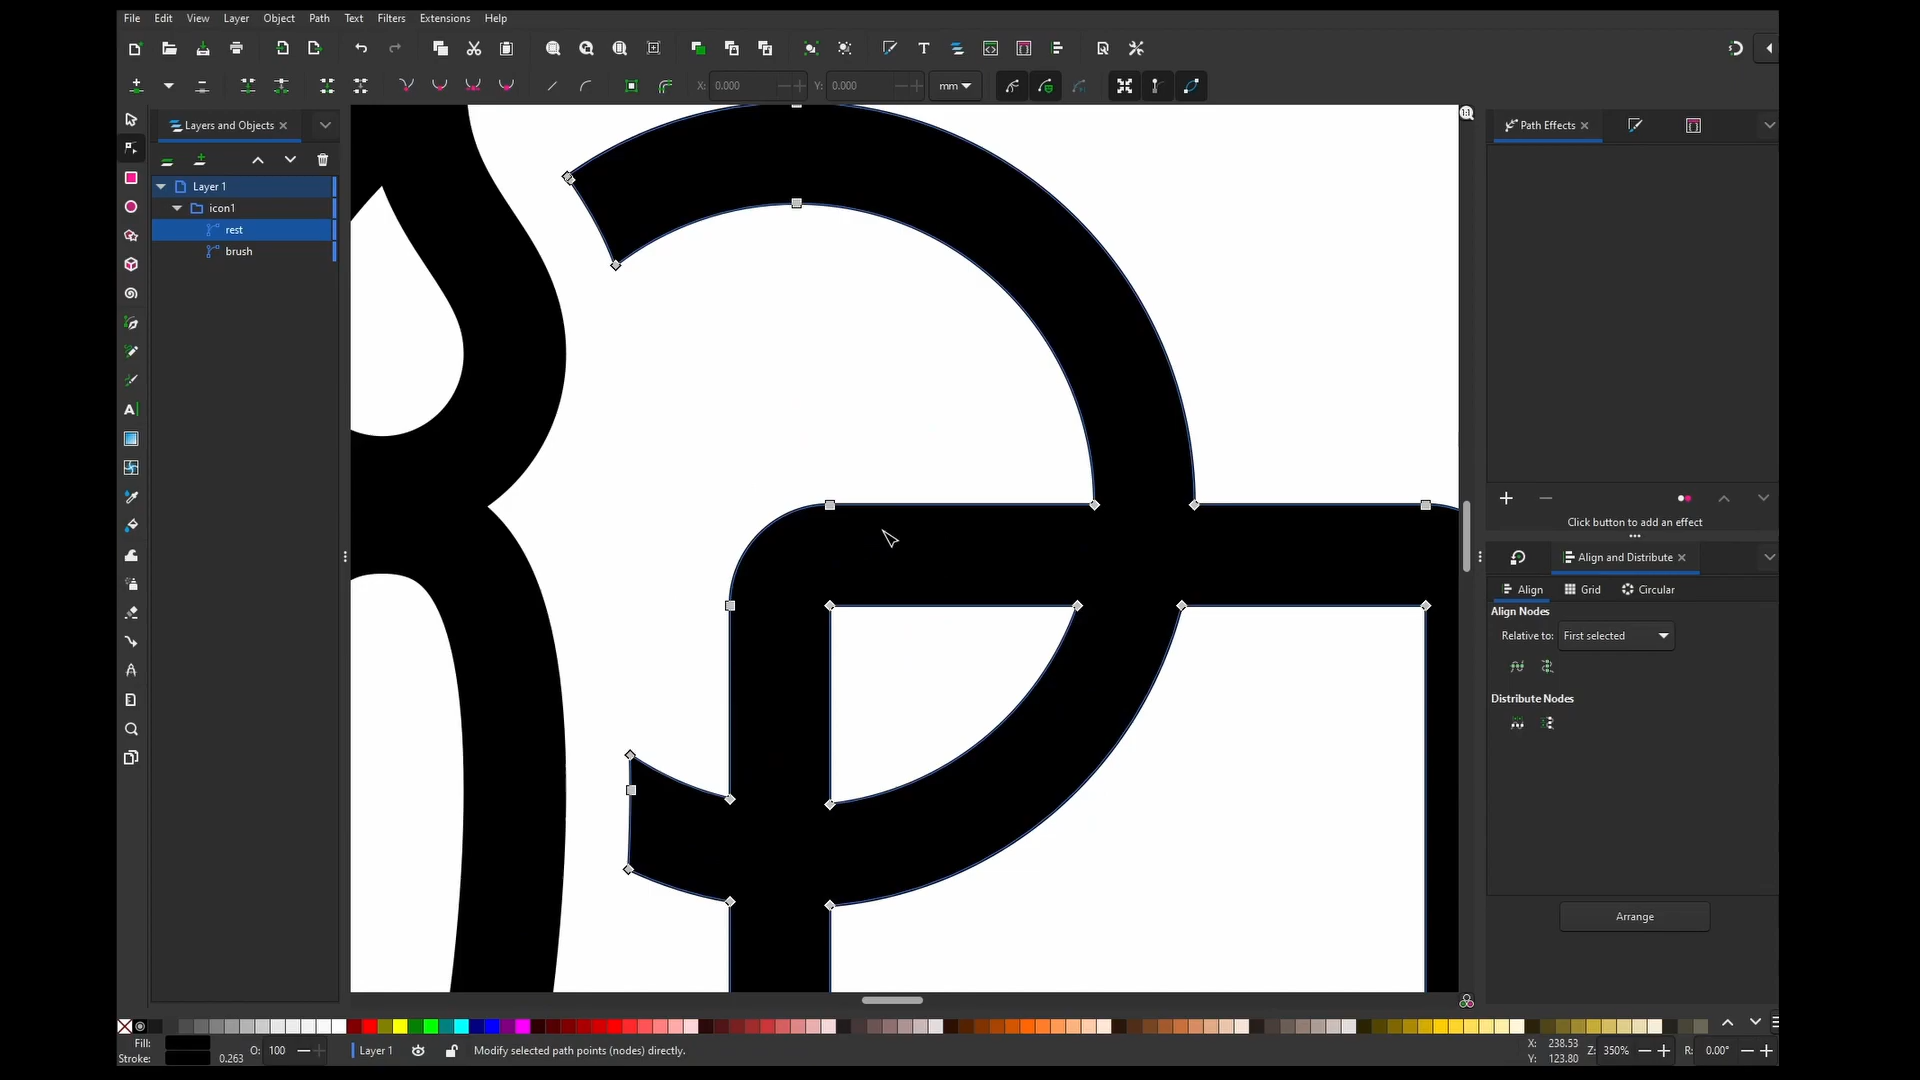 File Edit View Layer Object Path Text Filters Extensions Help
X: 0.000 Y: 0.000 mm
Layers and Objects
Layer 1
icon1
rest
brush
Path Effects
Click button to add an effect
Align and Distribute
Align Grid Circular
Align Nodes
Relative to: First selected
Distribute Nodes
Arrange
Fill:
Stroke: 0.263 O: 100 Layer 1 Modify selected path points (nodes) directly.
X: 238.53
Y: 123.80
Z: 350% R: 0.00°